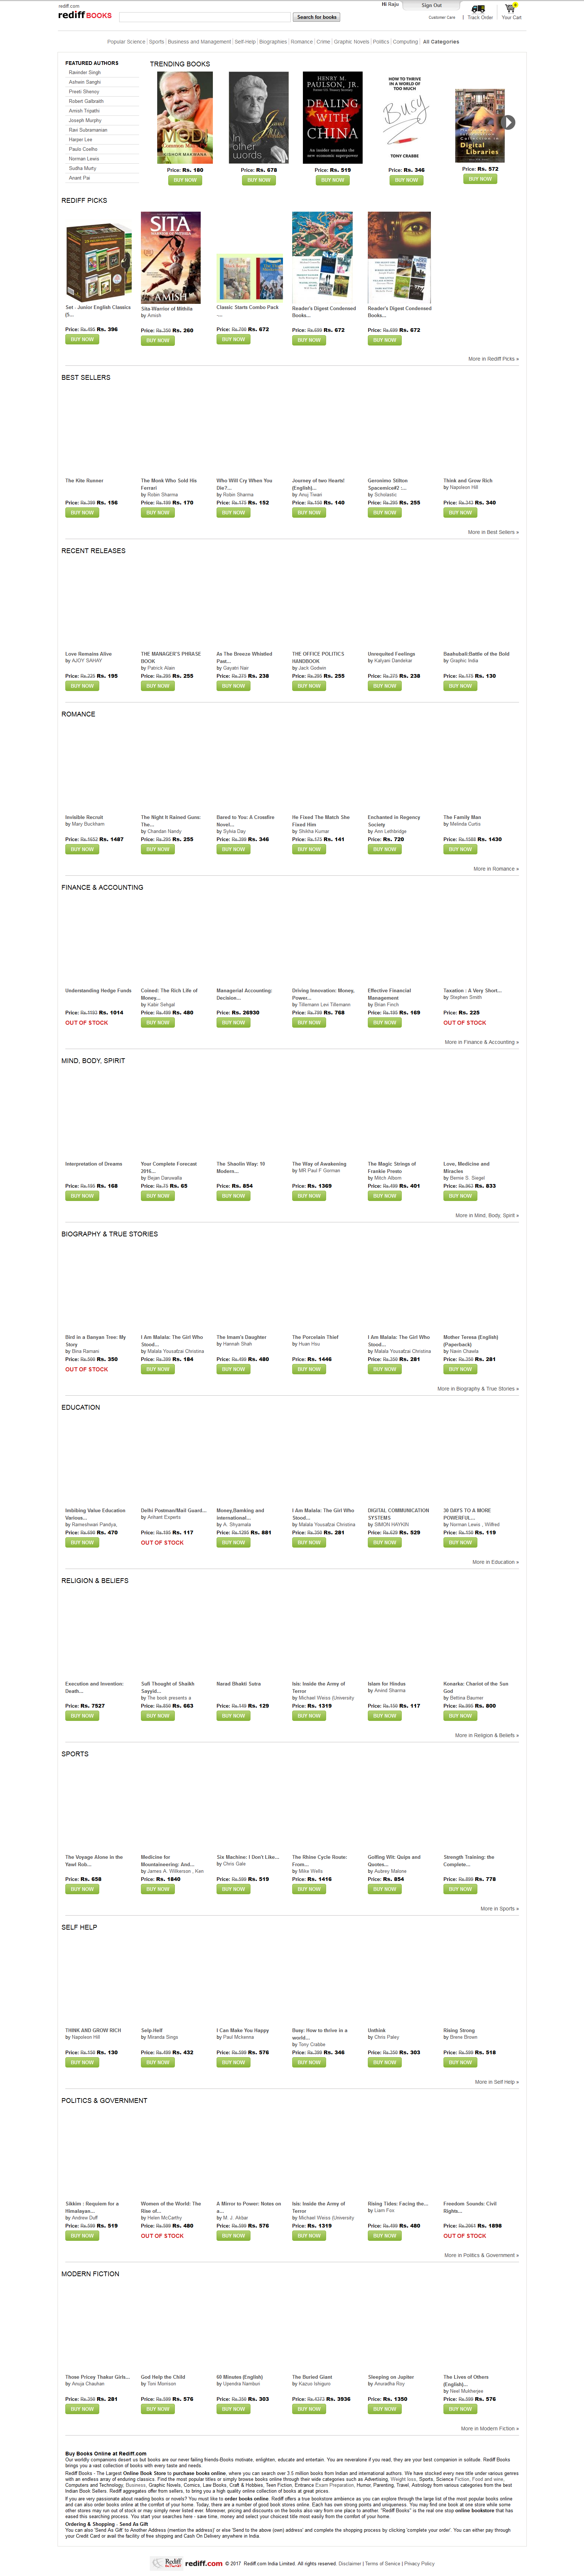 rediff.com
rediff BOOKS
Search for books
Hi Raju
Sign Out
Customer Care | Track Order
Your Cart
Popular Science | Sports | Business and Management | Self-Help | Biographies | Romance | Crime | Graphic Novels | Politics | Computing | All Categories
FEATURED AUTHORS
Ravinder Singh
Ashwin Sanghi
Preeti Shenoy
Robert Galbraith
Amish Tripathi
Joseph Murphy
Ravi Subramanian
Harper Lee
Paulo Coelho
Norman Lewis
Sudha Murty
Anant Pai
TRENDING BOOKS
Price: Rs. 180
Price: Rs. 678
Price: Rs. 519
Price: Rs. 346
Price: Rs. 572
BUY NOW BUY NOW BUY NOW BUY NOW BUY NOW
REDIFF PICKS
Set - Junior English Classics (5...
Price: Rs.495 Rs. 396
BUY NOW
Sita-Warrior of Mithila
by Amish
Price: Rs.350 Rs. 260
BUY NOW
Classic Starts Combo Pack -...
Price: Rs.700 Rs. 672
BUY NOW
Reader's Digest Condensed Books...
Price: Rs.699 Rs. 672
BUY NOW
Reader's Digest Condensed Books...
Price: Rs.699 Rs. 672
BUY NOW
More in Rediff Picks »
BEST SELLERS
The Kite Runner
Price: Rs.399 Rs. 156
BUY NOW
The Monk Who Sold His Ferrari
by Robin Sharma
Price: Rs.199 Rs. 170
BUY NOW
Who Will Cry When You Die?...
by Robin Sharma
Price: Rs.175 Rs. 152
BUY NOW
Journey of two Hearts! (English)...
by Anuj Tiwari
Price: Rs.150 Rs. 140
BUY NOW
Geronimo Stilton Spacemice#2 :...
by Scholastic
Price: Rs.295 Rs. 255
BUY NOW
Think and Grow Rich
by Napoleon Hill
Rs. 340
BUY NOW
More in Best Sellers »
RECENT RELEASES
Love Remains Alive
by AJOY SAHAY
Price: Rs.225 Rs. 195
BUY NOW
THE MANAGER'S PHRASE BOOK
by Patrick Alain
Price: Rs.295 Rs. 255
BUY NOW
As The Breeze Whistled Past...
by Gayatri Nair
Price: Rs.275 Rs. 238
BUY NOW
THE OFFICE POLITICS HANDBOOK
by Jack Godwin
Price: Rs.295 Rs. 255
BUY NOW
Unrequited Feelings
by Kalyani Dandekar
Price: Rs.275 Rs. 238
BUY NOW
Baahubali:Battle of the Bold
by Graphic India
Price: Rs.175 Rs. 130
BUY NOW
ROMANCE
Invisible Recruit
by Mary Buckham
Price: Rs.1652 Rs. 1487
BUY NOW
The Night It Rained Guns: The...
by Chandan Nandy
Price: Rs.295 Rs. 255
BUY NOW
Bared to You: A Crossfire Novel...
by Sylvia Day
Price: Rs.399 Rs. 346
BUY NOW
He Fixed The Match She Fixed Him
by Shikha Kumar
Price: Rs.175 Rs. 141
BUY NOW
Enchanted in Regency Society
by Ann Lethbridge
Price: Rs. 720
BUY NOW
The Family Man
by Melinda Curtis
Price: Rs.1588 Rs. 1430
BUY NOW
More in Romance »
FINANCE & ACCOUNTING
Understanding Hedge Funds
Rs. 1014
OUT OF STOCK
Coined: The Rich Life of Money...
by Kabir Sehgal
Price: Rs.499 Rs. 480
BUY NOW
Managerial Accounting: Decision...
Price: Rs. 26930
BUY NOW
Driving Innovation: Money, Power...
by Tillemann Levi Tillemann
Price: Rs.799 Rs. 768
BUY NOW
Effective Financial Management
by Brian Finch
Price: Rs.195 Rs. 169
BUY NOW
Taxation : A Very Short...
by Stephen Smith
Price: Rs. 225
OUT OF STOCK
More in Finance & Accounting »
MIND, BODY, SPIRIT
Interpretation of Dreams
Price: Rs.195 Rs. 168
BUY NOW
Your Complete Forecast 2016...
by Bejan Daruwalla
Price: Rs.75 Rs. 65
BUY NOW
The Shaolin Way: 10 Modern...
Price: Rs. 854
BUY NOW
The Way of Awakening
by MR Paul F Gorman
Price: Rs. 1369
BUY NOW
The Magic Strings of Frankie Presto
by Mitch Albom
Price: Rs.499 Rs. 401
BUY NOW
Love, Medicine and Miracles
by Bernie S. Siegel
Rs. 833
BUY NOW
More in Mind, Body, Spirit »
BIOGRAPHY & TRUE STORIES
Bird in a Banyan Tree: My Story
by Bina Ramani
Price: Rs.500 Rs. 350
OUT OF STOCK
I Am Malala: The Girl Who Stood...
by Malala Yousafzai Christina
Price: Rs.399 Rs. 184
BUY NOW
The Imam's Daughter
by Hannah Shah
Price: Rs.499 Rs. 480
BUY NOW
The Porcelain Thief
by Huan Hsu
Price: Rs. 1446
BUY NOW
I Am Malala: The Girl Who Stood...
by Malala Yousafzai Christina
Price: Rs.350 Rs. 281
BUY NOW
Mother Teresa (English) (Paperback)
by Navin Chawla
Price: Rs.350 Rs. 281
BUY NOW
More in Biography & True Stories »
EDUCATION
Imbibing Value Education Various...
by Rameshwari Pandya,
Price: Rs.600 Rs. 470
BUY NOW
Delhi Postman/Mail Guard...
by Arihant Experts
Price: Rs.195 Rs. 117
OUT OF STOCK
Money,Bamking and international...
by A. Shyamala
Price: Rs.1295 Rs. 881
BUY NOW
I Am Malala: The Girl Who Stood...
by Malala Yousafzai Christina
Price: Rs.350 Rs. 281
BUY NOW
DIGITAL COMMUNICATION SYSTEMS
by SIMON HAYKIN
Price: Rs.629 Rs. 529
BUY NOW
30 DAYS TO A MORE POWERFUL...
by Norman Lewis , Wilfred
Price: Rs.150 Rs. 119
BUY NOW
More in Education »
RELIGION & BELIEFS
Execution and Invention: Death...
Price: Rs. 7527
BUY NOW
Sufi Thought of Shaikh Sayyid...
by The book presents a
Price: Rs.850 Rs. 663
BUY NOW
Narad Bhakti Sutra
Price: Rs.149 Rs. 129
BUY NOW
Isis: Inside the Army of Terror
by Michael Weiss (University
Price: Rs. 1319
BUY NOW
Islam for Hindus
by Anind Sharma
Price: Rs.150 Rs. 117
BUY NOW
Konarka: Chariot of the Sun God
by Bettina Baumer
Price: Rs.995 Rs. 800
BUY NOW
More in Religion & Beliefs »
SPORTS
The Voyage Alone in the Yawl Rob...
Price: Rs. 658
BUY NOW
Medicine for Mountaineering: And...
by James A. Wilkerson , Ken
Price: Rs. 1840
BUY NOW
Six Machine: I Don't Like...
by Chris Gale
Price: Rs.599 Rs. 519
BUY NOW
The Rhine Cycle Route: From...
by Mike Wells
Price: Rs. 1416
BUY NOW
Golfing Wit: Quips and Quotes...
by Aubrey Malone
Price: Rs. 854
BUY NOW
Strength Training: the Complete...
Price: Rs.899 Rs. 778
BUY NOW
More in Sports »
SELF HELP
THINK AND GROW RICH
by Napoleon Hill
Price: Rs.150 Rs. 130
BUY NOW
Selp.Helf
by Miranda Sings
Price: Rs.499 Rs. 432
BUY NOW
I Can Make You Happy
by Paul Mckenna
Price: Rs.599 Rs. 576
BUY NOW
Busy: How to thrive in a world...
by Tony Crabbe
Price: Rs.399 Rs. 346
BUY NOW
Unthink
by Chris Paley
Price: Rs.350 Rs. 303
BUY NOW
Rising Strong
by Brene Brown
Price: Rs.599 Rs. 518
BUY NOW
More in Self Help »
POLITICS & GOVERNMENT
Sikkim : Requiem for a Himalayan...
by Andrew Duff
Price: Rs.599 Rs. 519
BUY NOW
Women of the World: The Rise of...
by Helen McCarthy
Price: Rs.599 Rs. 480
OUT OF STOCK
A Mirror to Power: Notes on a...
by M. J. Akbar
Price: Rs.599 Rs. 576
BUY NOW
Isis: Inside the Army of Terror
by Michael Weiss (University
Price: Rs. 1319
BUY NOW
Rising Tides: Facing the...
by Liam Fox
Price: Rs.499 Rs. 480
BUY NOW
Freedom Sounds: Civil Rights...
Rs. 1898
OUT OF STOCK
More in Politics & Government »
MODERN FICTION
Those Pricey Thakur Girls...
by Anuja Chauhan
Price: Rs.350 Rs. 281
BUY NOW
God Help the Child
by Toni Morrison
Price: Rs.599 Rs. 576
BUY NOW
60 Minutes (English)
by Upendra Namburi
Price: Rs.350 Rs. 303
BUY NOW
The Buried Giant
by Kazuo Ishiguro
Rs. 3936
BUY NOW
Sleeping on Jupiter
by Anuradha Roy
Price: Rs. 1350
BUY NOW
The Lives of Others (English)...
by Neel Mukherjee
Price: Rs.599 Rs. 576
BUY NOW
More in Modern Fiction »
Buy Books Online at Rediff.com
Our worldly companions desert us but books are our never failing friends-Books motivate, enlighten, educate and entertain. You are neveralone if you read, they are your best companion in solitude. Rediff Books brings you a vast collection of books with every taste needs.
Rediff Books - The Largest Online Book Store to purchase books online, where you can search over 3.5 million books from Indian and international authors. We have stocked every new title under various genres with an endless array of enduring classics. Find the most popular titles or simply browse books online through their wide categories such as Advertising, Weight loss, Sports, Science Fiction, Food and wine, Computers and Technology, Business, Graphic Novels, Comics, Law Books, Craft & Hobbies, Teen Fiction, Entrance Exam Preparation, Humor, Parenting, Travel, Astrology from various categories from the best Indian Book Sellers. Rediff aggregates offer from sellers, to bring you a high quality collection of books at great prices.
If you are very passionate about reading books or novels? You must like to order books online. Rediff offers a true bookstore ambience as you can explore through the large list of the most popular books online and can also order books online at the comfort of your home. Today, there are a number of good book stores online. Each has own strong points and uniqueness. You may find one book at one site while some other stores may run out of stock or may simply never listed ever. Moreover, pricing and discounts on the books also vary from one place to another. "Rediff Books" is the real one stop online bookstore that has eased this searching process. You start your search from here - save time, money and select your choicest title most easily from the comfort of your home.
Ordering & Shopping - Send As Gift
You can also 'Send As Gift' to Another Address (mention the address)' or else 'Send to the above (own) address' and complete the shopping process by clicking 'complete your order'. You can either pay through your Credit Card or avail the facility of free shipping and Cash On Delivery anywhere in India.
Rediff rediff.com © 2017 Rediff.com India Limited. All rights reserved. Disclaimer | Terms of Service | Privacy Policy